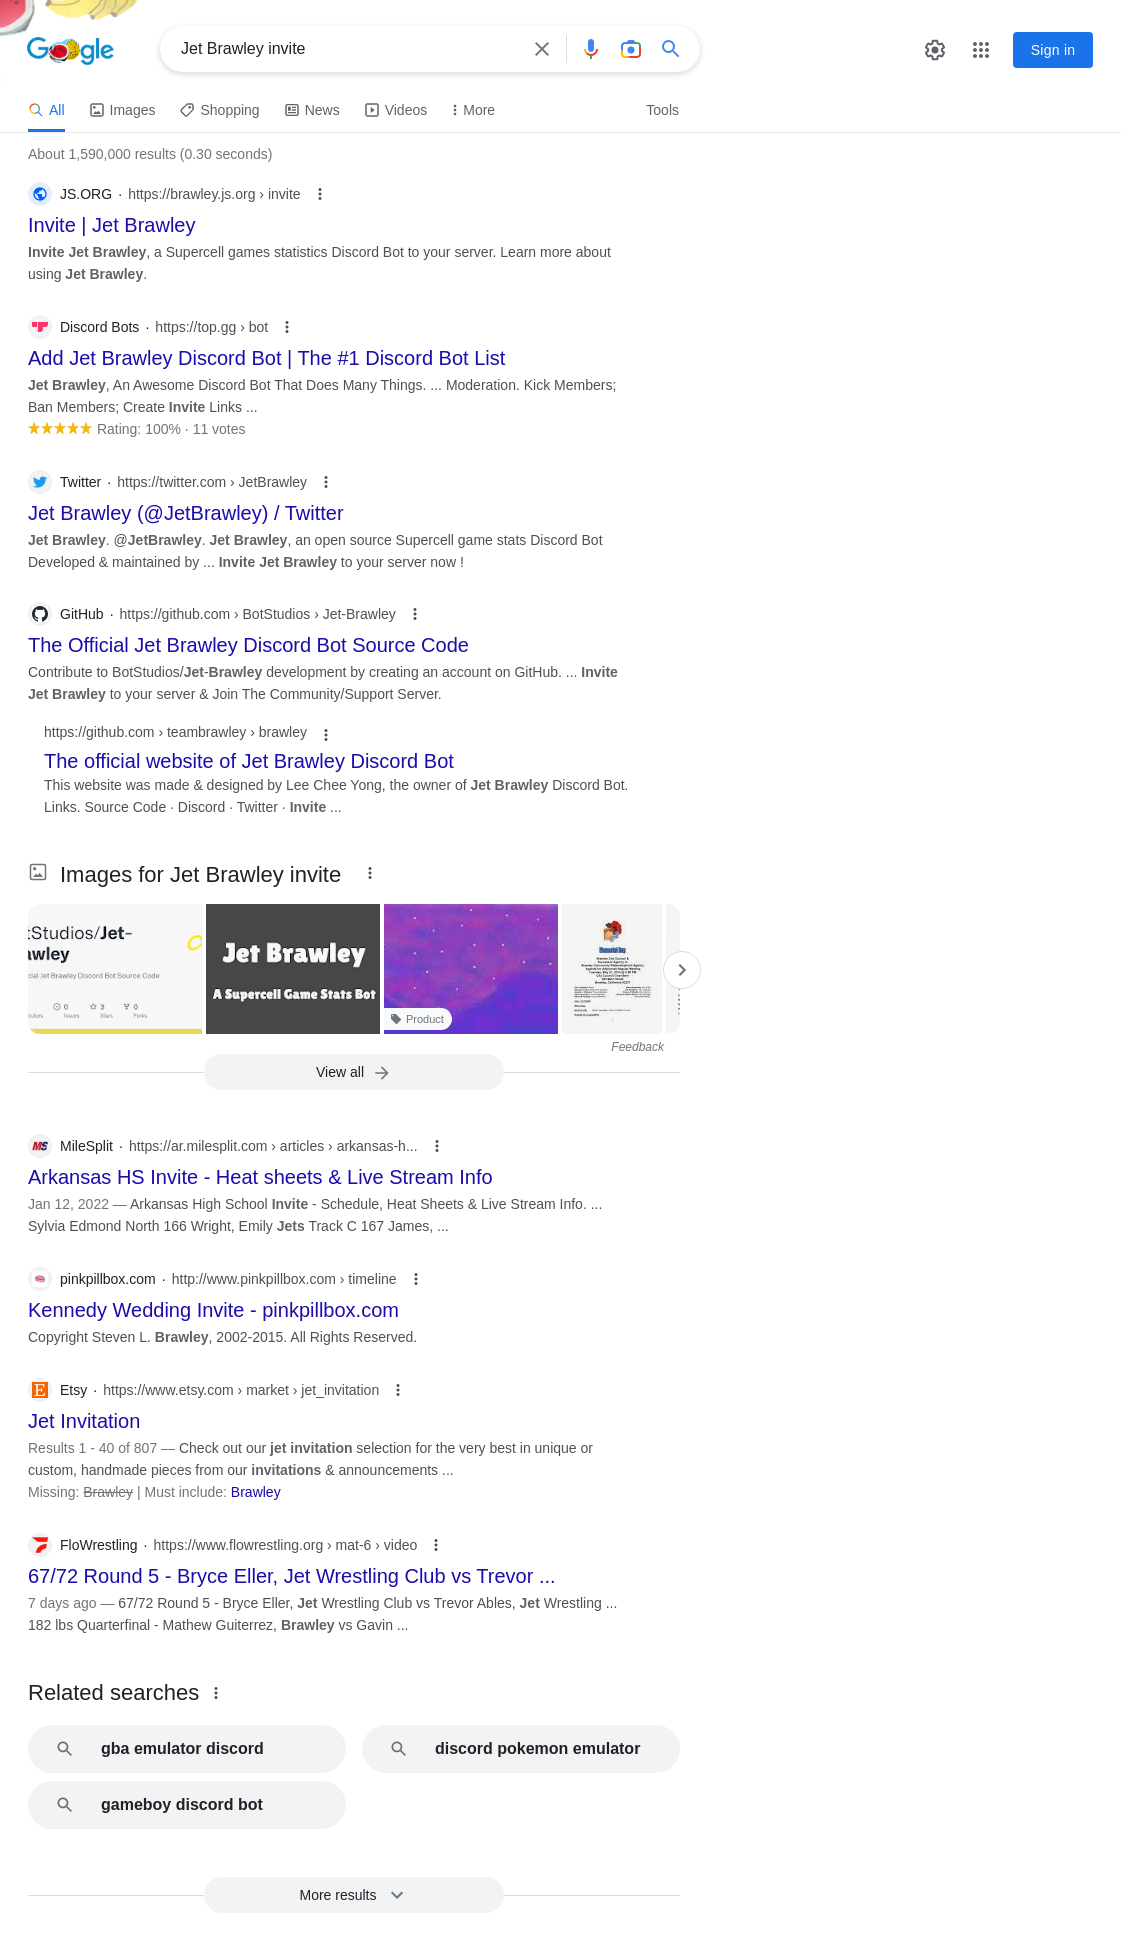 Google
Jet Brawley invite
Sign in
All
Images
Shopping
News
Videos
More
Tools
About 1,590,000 results (0.30 seconds)
JS.ORG · https://brawley.js.org › invite
Invite | Jet Brawley
Invite Jet Brawley, a Supercell games statistics Discord Bot to your server. Learn more about
using Jet Brawley.
Discord Bots · https://top.gg › bot
Add Jet Brawley Discord Bot | The #1 Discord Bot List
Jet Brawley, An Awesome Discord Bot That Does Many Things. ... Moderation. Kick Members;
Ban Members; Create Invite Links ...
Rating: 100% · 11 votes
Twitter · https://twitter.com › JetBrawley
Jet Brawley (@JetBrawley) / Twitter
Jet Brawley. @JetBrawley. Jet Brawley, an open source Supercell game stats Discord Bot
Developed & maintained by ... Invite Jet Brawley to your server now !
GitHub · https://github.com › BotStudios › Jet-Brawley
The Official Jet Brawley Discord Bot Source Code
Contribute to BotStudios/Jet-Brawley development by creating an account on GitHub. ... Invite
Jet Brawley to your server & Join The Community/Support Server.
https://github.com › teambrawley › brawley
The official website of Jet Brawley Discord Bot
This website was made & designed by Lee Chee Yong, the owner of Jet Brawley Discord Bot.
Links. Source Code · Discord · Twitter · Invite ...
Images for Jet Brawley invite
tStudios/Jet-
awley
cial Jet Brawley Discord Bot Source Code
0
3
0
Issues
Stars
Forks
Jet Brawley
A Supercell Game Stats Bot
Product
Memorial Day
Feedback
View all
MileSplit · https://ar.milesplit.com › articles › arkansas-h...
Arkansas HS Invite - Heat sheets & Live Stream Info
Jan 12, 2022 — Arkansas High School Invite - Schedule, Heat Sheets & Live Stream Info. ...
Sylvia Edmond North 166 Wright, Emily Jets Track C 167 James, ...
pinkpillbox.com · http://www.pinkpillbox.com › timeline
Kennedy Wedding Invite - pinkpillbox.com
Copyright Steven L. Brawley, 2002-2015. All Rights Reserved.
Etsy · https://www.etsy.com › market › jet_invitation
Jet Invitation
Results 1 - 40 of 807 — Check out our jet invitation selection for the very best in unique or
custom, handmade pieces from our invitations & announcements ...
Missing: Brawley | Must include: Brawley
FloWrestling · https://www.flowrestling.org › mat-6 › video
67/72 Round 5 - Bryce Eller, Jet Wrestling Club vs Trevor ...
7 days ago — 67/72 Round 5 - Bryce Eller, Jet Wrestling Club vs Trevor Ables, Jet Wrestling ...
182 lbs Quarterfinal - Mathew Guiterrez, Brawley vs Gavin ...
Related searches
gba emulator discord
discord pokemon emulator
gameboy discord bot
More results